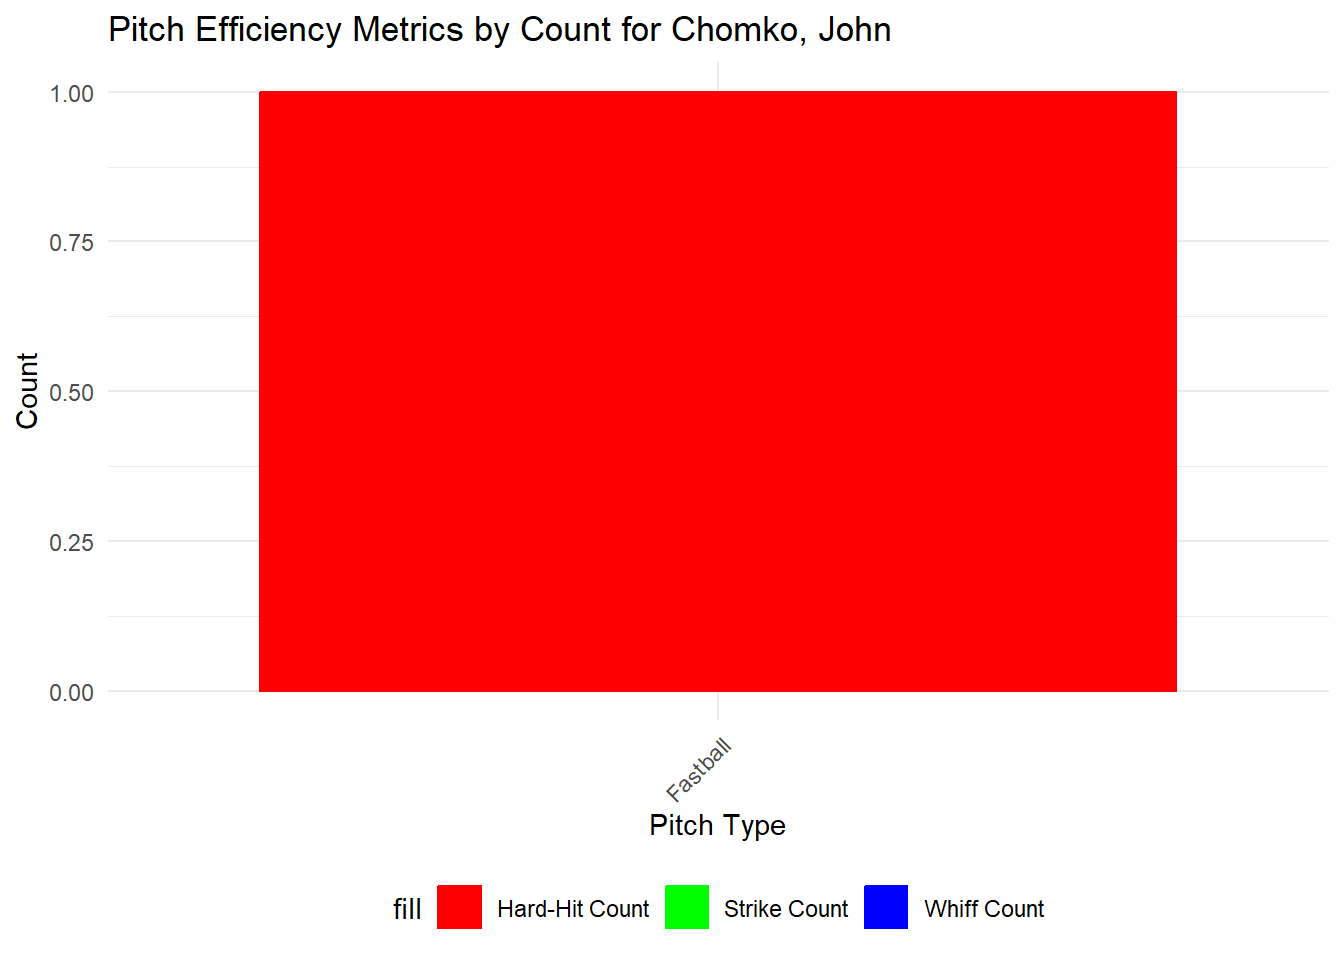 Pitch Efficiency Metrics by Count for Chomko, John
1.00
0.75
0.50
0.25
0.00
Count
Fastball
Pitch Type
fill Hard-Hit Count Strike Count Whiff Count